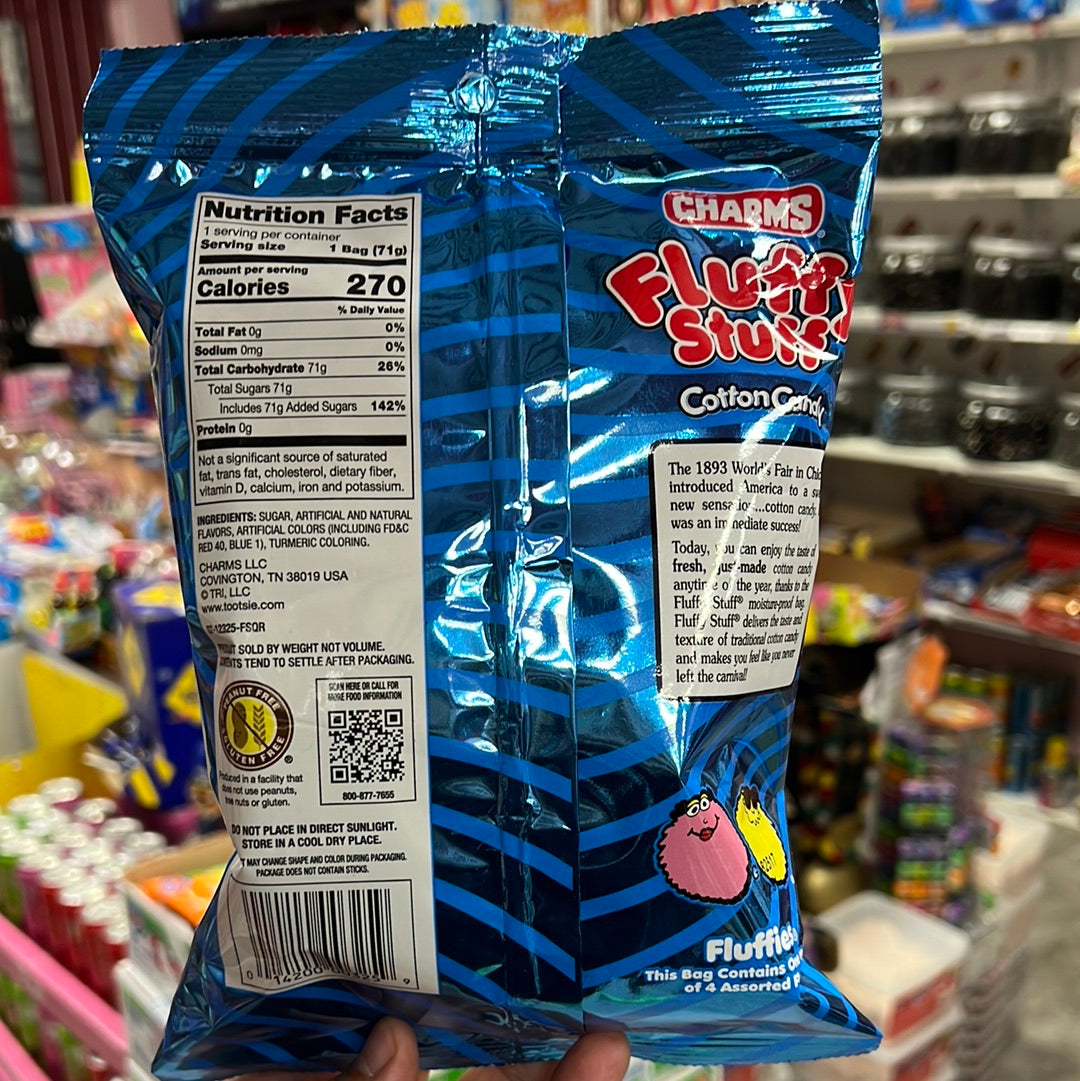 Nutrition Facts
1 serving per container
Serving size 1 Bag (71g)
Amount per serving
Calories 270
% Daily Value
Total Fat 0g 0%
Sodium 0mg 0%
Total Carbohydrate 71g 26%
Total Sugars 71g
Includes 71g Added Sugars 142%
Protein 0g
Not a significant source of saturated
fat, trans fat, cholesterol, dietary fiber,
vitamin D, calcium, iron and potassium.
INGREDIENTS: SUGAR, ARTIFICIAL AND NATURAL
FLAVORS, ARTIFICIAL COLORS (INCLUDING FD&C
RED 40, BLUE 1), TURMERIC COLORING.
CHARMS LLC
COVINGTON, TN 38019 USA
© TRI, LLC
www.tootsie.com
12325-FSQR
SOLD BY WEIGHT NOT VOLUME.
TEND TO SETTLE AFTER PACKAGING.
PEANUT FREE
GLUTEN FREE
®
Produced in a facility that
does not use peanuts,
tree nuts or gluten.
SCAN HERE OR CALL FOR
MORE FOOD INFORMATION
800-877-7655
DO NOT PLACE IN DIRECT SUNLIGHT.
STORE IN A COOL DRY PLACE.
MAY CHANGE SHAPE AND COLOR DURING PACKAGING.
PACKAGE DOES NOT CONTAIN STICKS.
0 14200 9
CHARMS®
Fluffy
Stuff
Cotton Candy
The 1893 World's Fair in
introduced America to a
new sensation...cotton candy
was an immediate success!
Today, you can enjoy the taste of
fresh, just-made cotton candy
anytime of the year, thanks to the
Fluffy Stuff® moisture-proof bag.
Fluffy Stuff® delivers the taste and
texture of traditional cotton candy
and makes you feel like you never
left the carnival!
Fluffies
This Bag Contains
of 4 Assorted